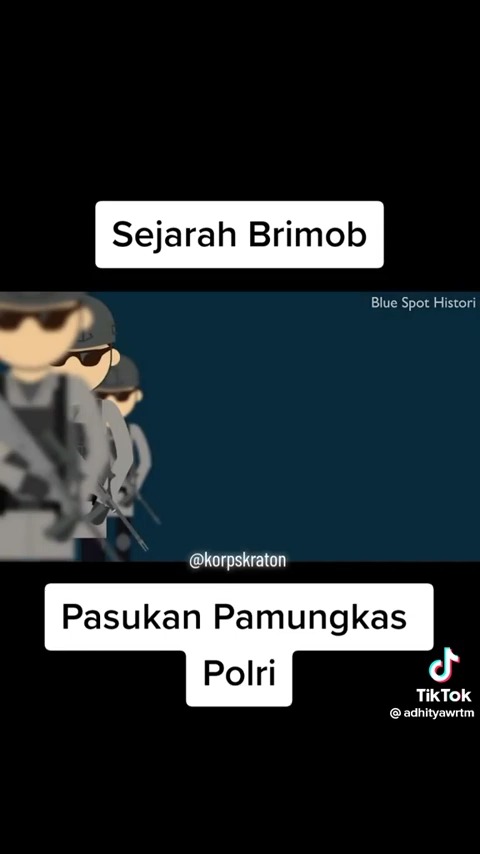 Sejarah Brimob
Blue Spot Histori
@korpskraton
Pasukan Pamungkas
Polri
TikTok
@ adhityawrtm